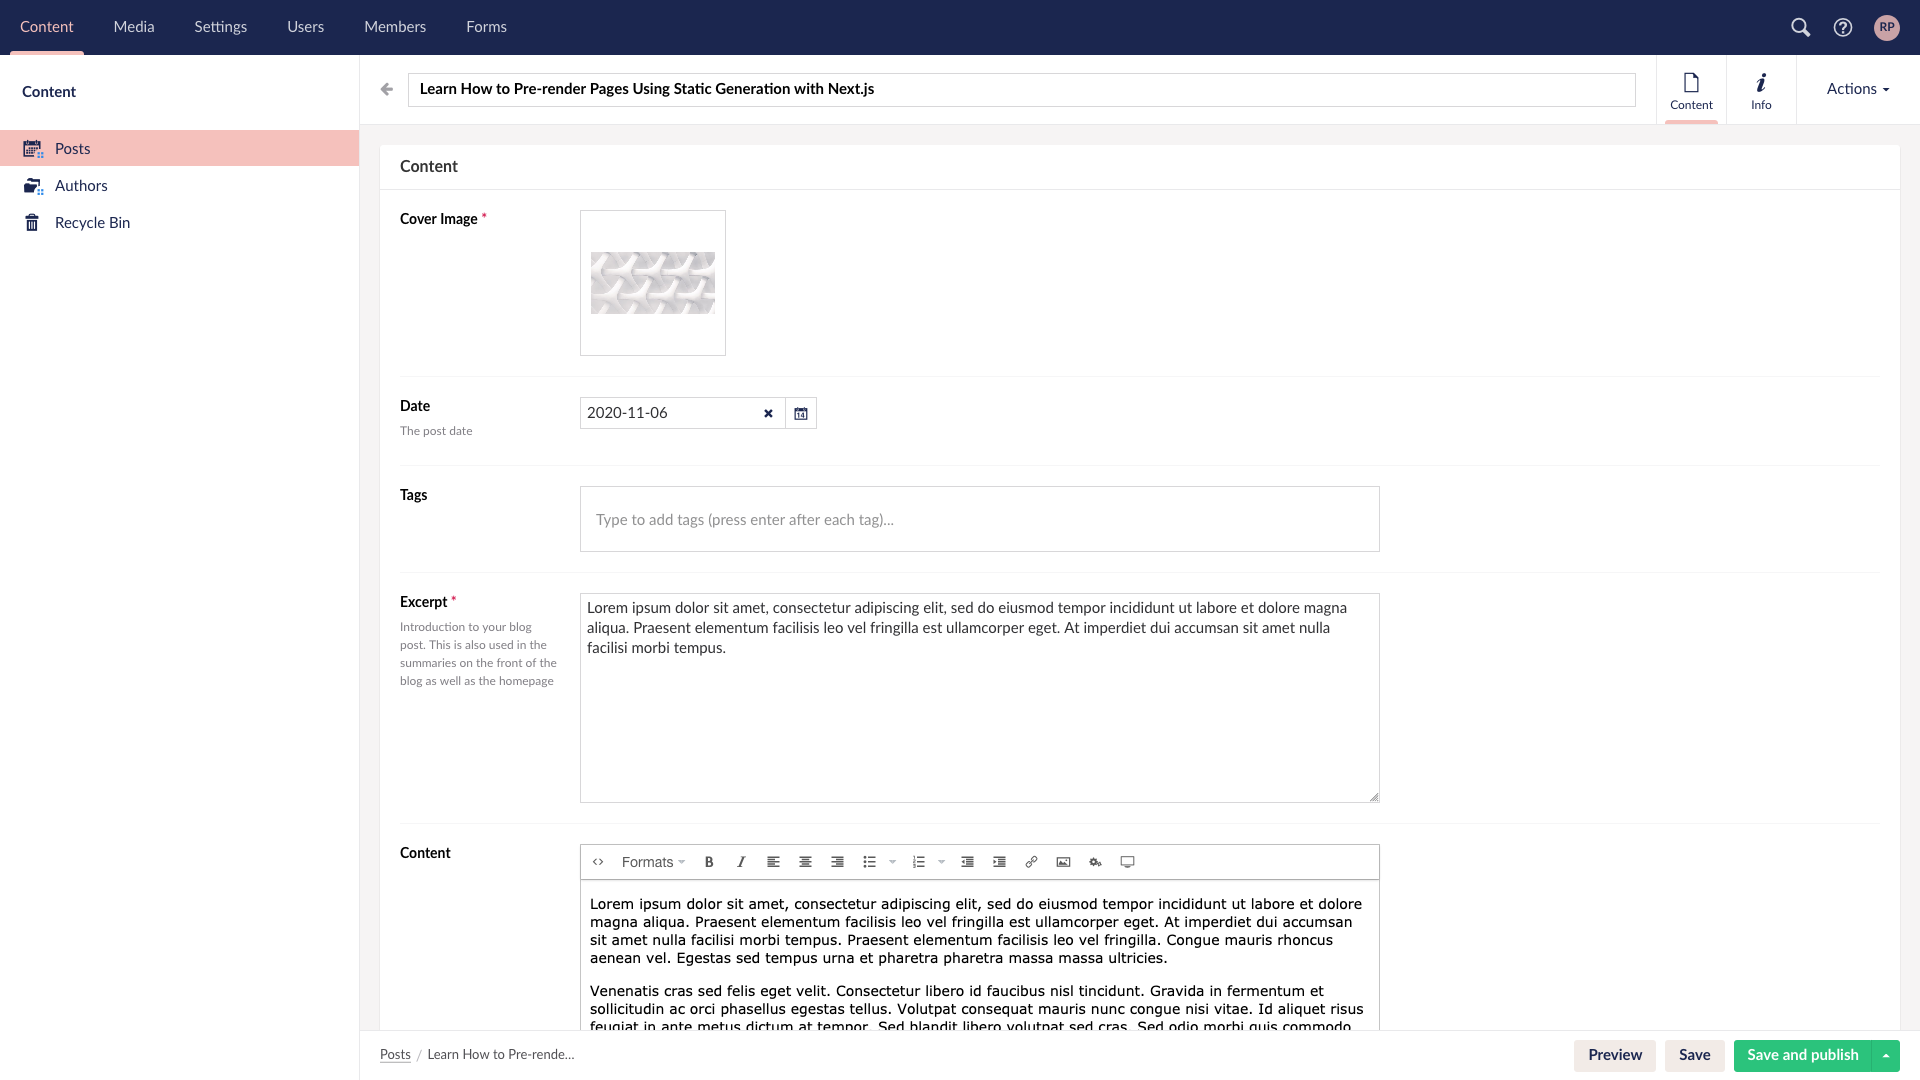 Content Media Settings Users Members Forms RP
Content
Posts
Authors
Recycle Bin
Learn How to Pre-render Pages Using Static Generation with Next.js
Content
Info
Actions
Content
Cover Image *
Date
The post date
2020-11-06
14
Tags
Type to add tags (press enter after each tag)...
Excerpt *
Introduction to your blog
post. This is also used in the
summaries on the front of the
blog as well as the homepage
Lorem ipsum dolor sit amet, consectetur adipiscing elit, sed do eiusmod tempor incididunt ut labore et dolore magna
aliqua. Praesent elementum facilisis leo vel fringilla est ullamcorper eget. At imperdiet dui accumsan sit amet nulla
facilisi morbi tempus.
Content
Formats B I
Lorem ipsum dolor sit amet, consectetur adipiscing elit, sed do eiusmod tempor incididunt ut labore et dolore
magna aliqua. Praesent elementum facilisis leo vel fringilla est ullamcorper eget. At imperdiet dui accumsan
sit amet nulla facilisi morbi tempus. Praesent elementum facilisis leo vel fringilla. Congue mauris rhoncus
aenean vel. Egestas sed tempus urna et pharetra pharetra massa massa ultricies.
Venenatis cras sed felis eget velit. Consectetur libero id faucibus nisl tincidunt. Gravida in fermentum et
sollicitudin ac orci phasellus egestas tellus. Volutpat consequat mauris nunc congue nisi vitae. Id aliquet risus
feugiat in ante metus dictum at tempor. Sed blandit libero volutpat sed cras. Sed odio morbi quis commodo
Posts / Learn How to Pre-rende...
Preview Save Save and publish